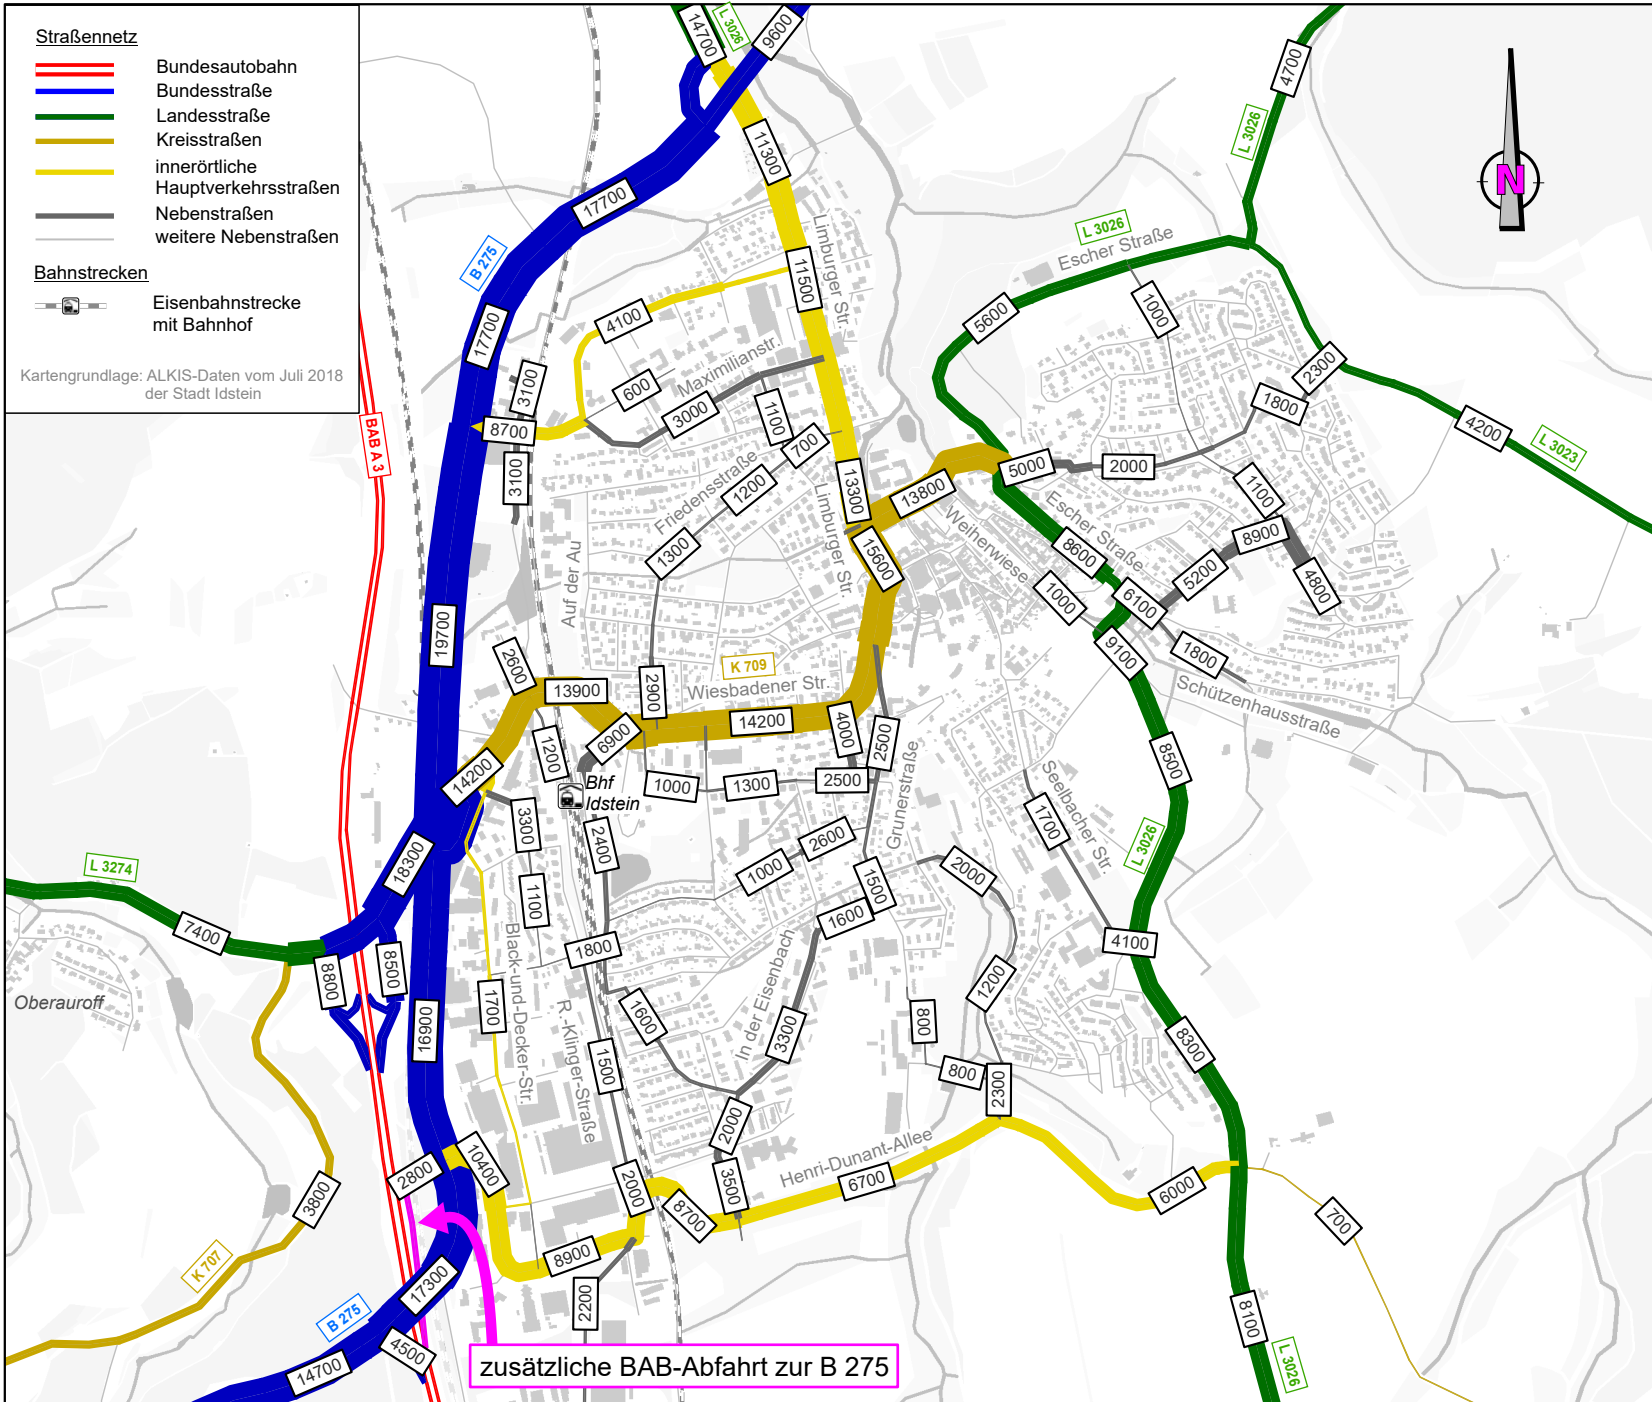 Straßennetz
Bundesautobahn
Bundesstraße
Landesstraße
Kreisstraßen
innerörtliche
Hauptverkehrsstraßen
Nebenstraßen
weitere Nebenstraßen
Bahnstrecken
Eisenbahnstrecke
mit Bahnhof
Kartengrundlage: ALKIS-Daten vom Juli 2018
der Stadt Idstein
14700
L 3026
9600
4700
L 3026
N
11300
17700
B 275
L 3026
Escher Straße
Limburger Str.
11500
1000
5600
4100
17700
2300
Maximilianstr.
3100
600
3000
1100
1800
4200
L 3023
BAB A 3
8700
700
3100
5000
2000
Friedensstraße
1200
13300
13800
1100
Limburger Str.
Weiherwiese
Escher Straße
8900
1300
15600
8600
5200
4800
Auf der Au
1000
6100
19700
9100
1800
2600
K 709
Wiesbadener Str.
13900
2900
14200
4000
2500
Schützenhausstraße
6900
1200
14200
8500
Bhf
Idstein
1000
1300
2500
Grunerstraße
Seelbacher Str.
3300
2400
2600
1700
L 3026
18300
L 3274
1000
1500
2000
1100
1600
7400
Black-und-Decker-Str.
1800
4100
8800
8500
In der Eisenbach
1200
Oberauroff
1700
R.-Klinger-Straße
1600
3300
800
16900
8300
1500
800
2300
2000
10400
2800
Henri-Dunant-Allee
3800
2000
3500
6700
6000
8700
700
K 707
8900
17300
2200
B 275
8100
4500
14700
L 3026
zusätzliche BAB-Abfahrt zur B 275